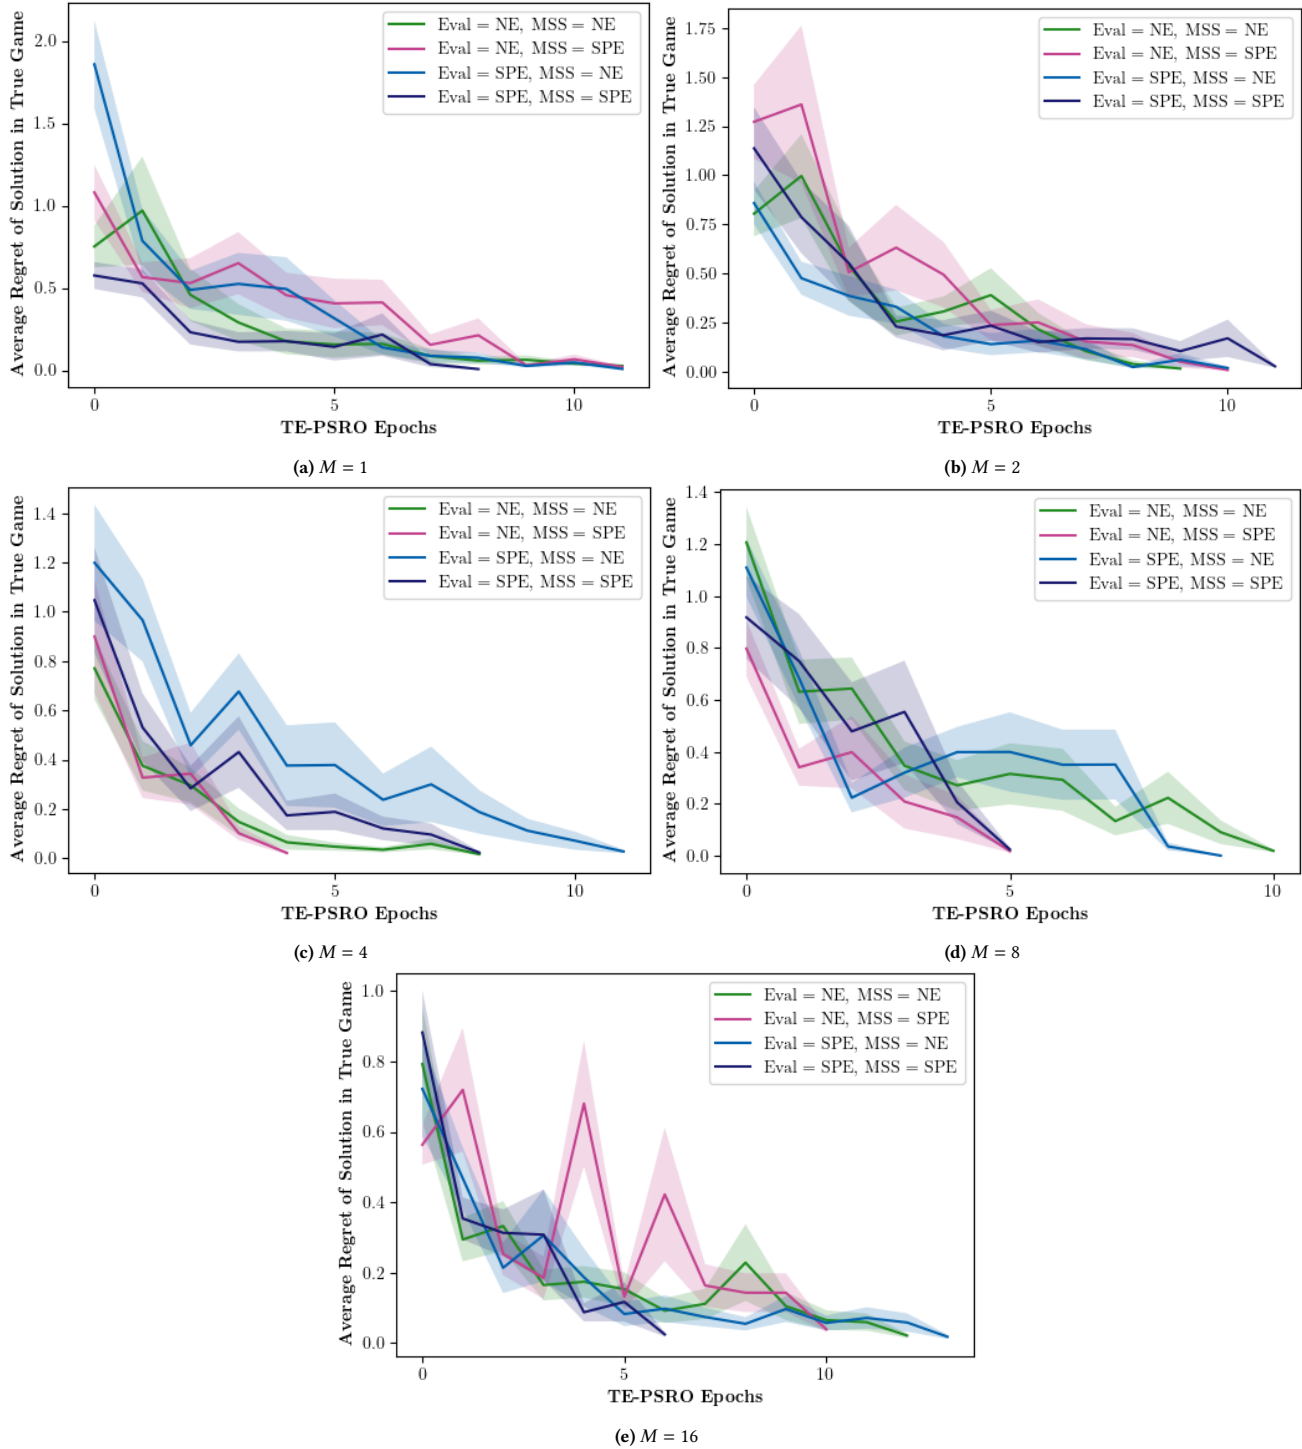 Average Regret of Solution in True Game
2.0
1.5
1.0
0.5
0.0
Eval = NE, MSS = NE
Eval = NE, MSS = SPE
Eval = SPE, MSS = NE
Eval = SPE, MSS = SPE
0
5
10
TE-PSRO Epochs
(a) M = 1
Average Regret of Solution in True Game
1.75
1.50
1.25
1.00
0.75
0.50
0.25
0.00
Eval = NE, MSS = NE
Eval = NE, MSS = SPE
Eval = SPE, MSS = NE
Eval = SPE, MSS = SPE
0
5
10
TE-PSRO Epochs
(b) M = 2
Average Regret of Solution in True Game
1.4
1.2
1.0
0.8
0.6
0.4
0.2
0.0
Eval = NE, MSS = NE
Eval = NE, MSS = SPE
Eval = SPE, MSS = NE
Eval = SPE, MSS = SPE
0
5
10
TE-PSRO Epochs
(c) M = 4
Average Regret of Solution in True Game
1.4
1.2
1.0
0.8
0.6
0.4
0.2
0.0
Eval = NE, MSS = NE
Eval = NE, MSS = SPE
Eval = SPE, MSS = NE
Eval = SPE, MSS = SPE
0
5
10
TE-PSRO Epochs
(d) M = 8
Average Regret of Solution in True Game
1.0
0.8
0.6
0.4
0.2
0.0
Eval = NE, MSS = NE
Eval = NE, MSS = SPE
Eval = SPE, MSS = NE
Eval = SPE, MSS = SPE
0
5
10
TE-PSRO Epochs
(e) M = 16